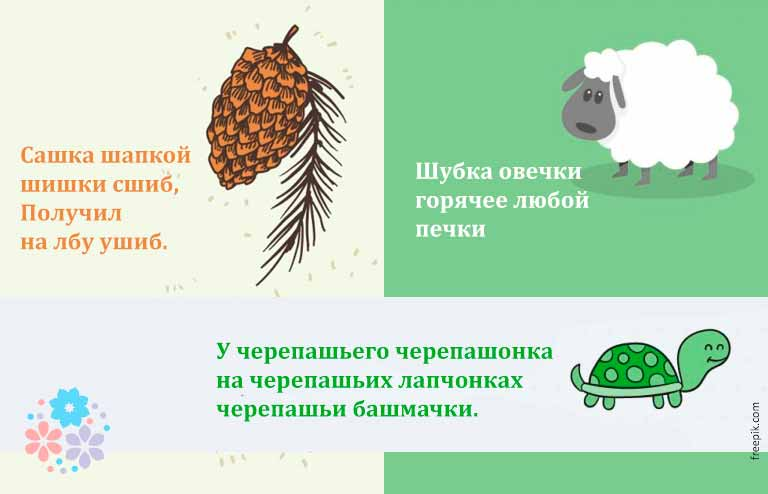 Сашка шапкой
шишки сшиб,
Получил
на лбу ушиб.
Шубка овечки
горячее любой
печки
У черепашьего черепашонка
на черепашьих лапчонках
черепашьи башмачки.
freepik.com